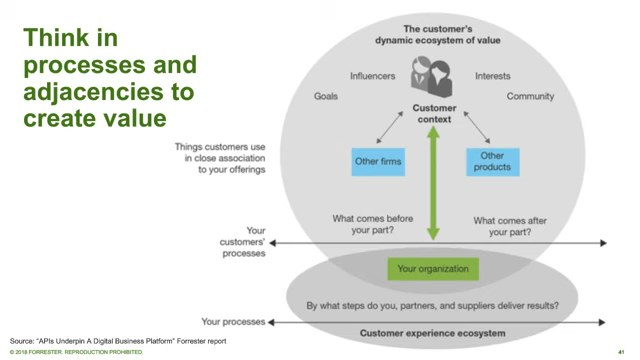 Think in
processes and
adjacencies to
create value
The customer's
dynamic ecosystem of value
Influencers
Interests
Goals
Community
Customer
context
Things customers use
in close association
to your offerings
Other firms
Other
products
What comes before
your part?
What comes after
your part?
Your
customers'
processes
Your organization
By what steps do you, partners, and suppliers deliver results?
Your processes
Customer experience ecosystem
Source: “APIs Underpin A Digital Business Platform” Forrester report
© 2018 FORRESTER. REPRODUCTION PROHIBITED.
41